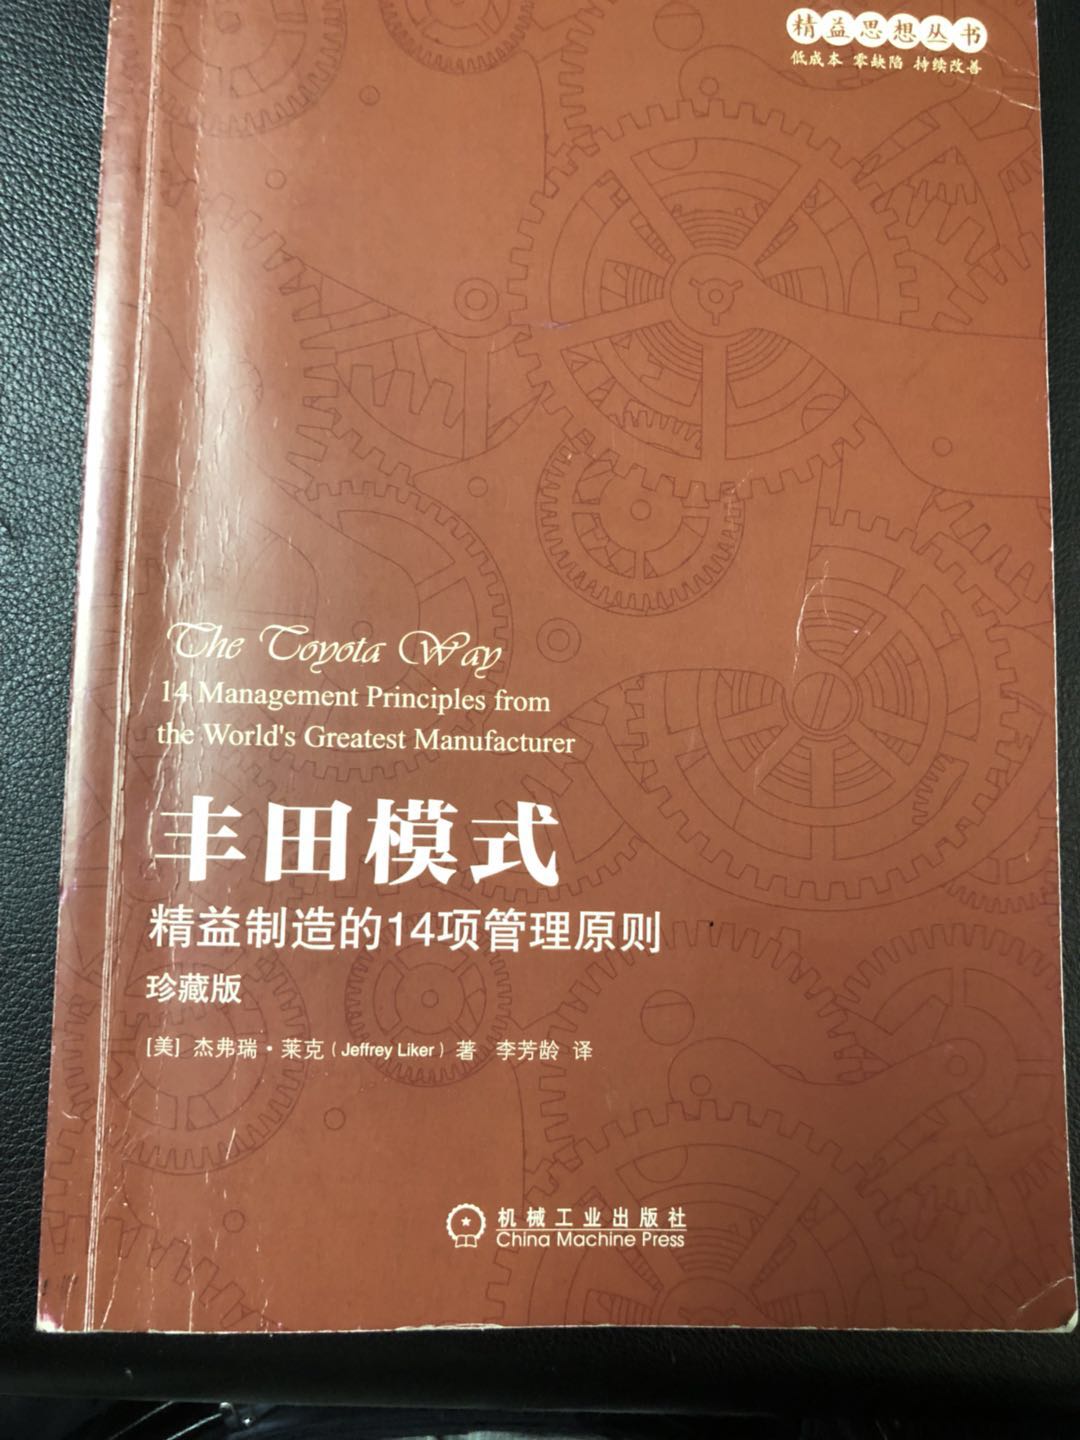 精益思想丛书
低成本 零缺陷 持续改善
The Toyota Way
14 Management Principles from
the World's Greatest Manufacturer
丰田模式
精益制造的14项管理原则
珍藏版
［美］杰弗瑞·莱克（Jeffrey Liker）著 李芳龄 译
机械工业出版社
China Machine Press